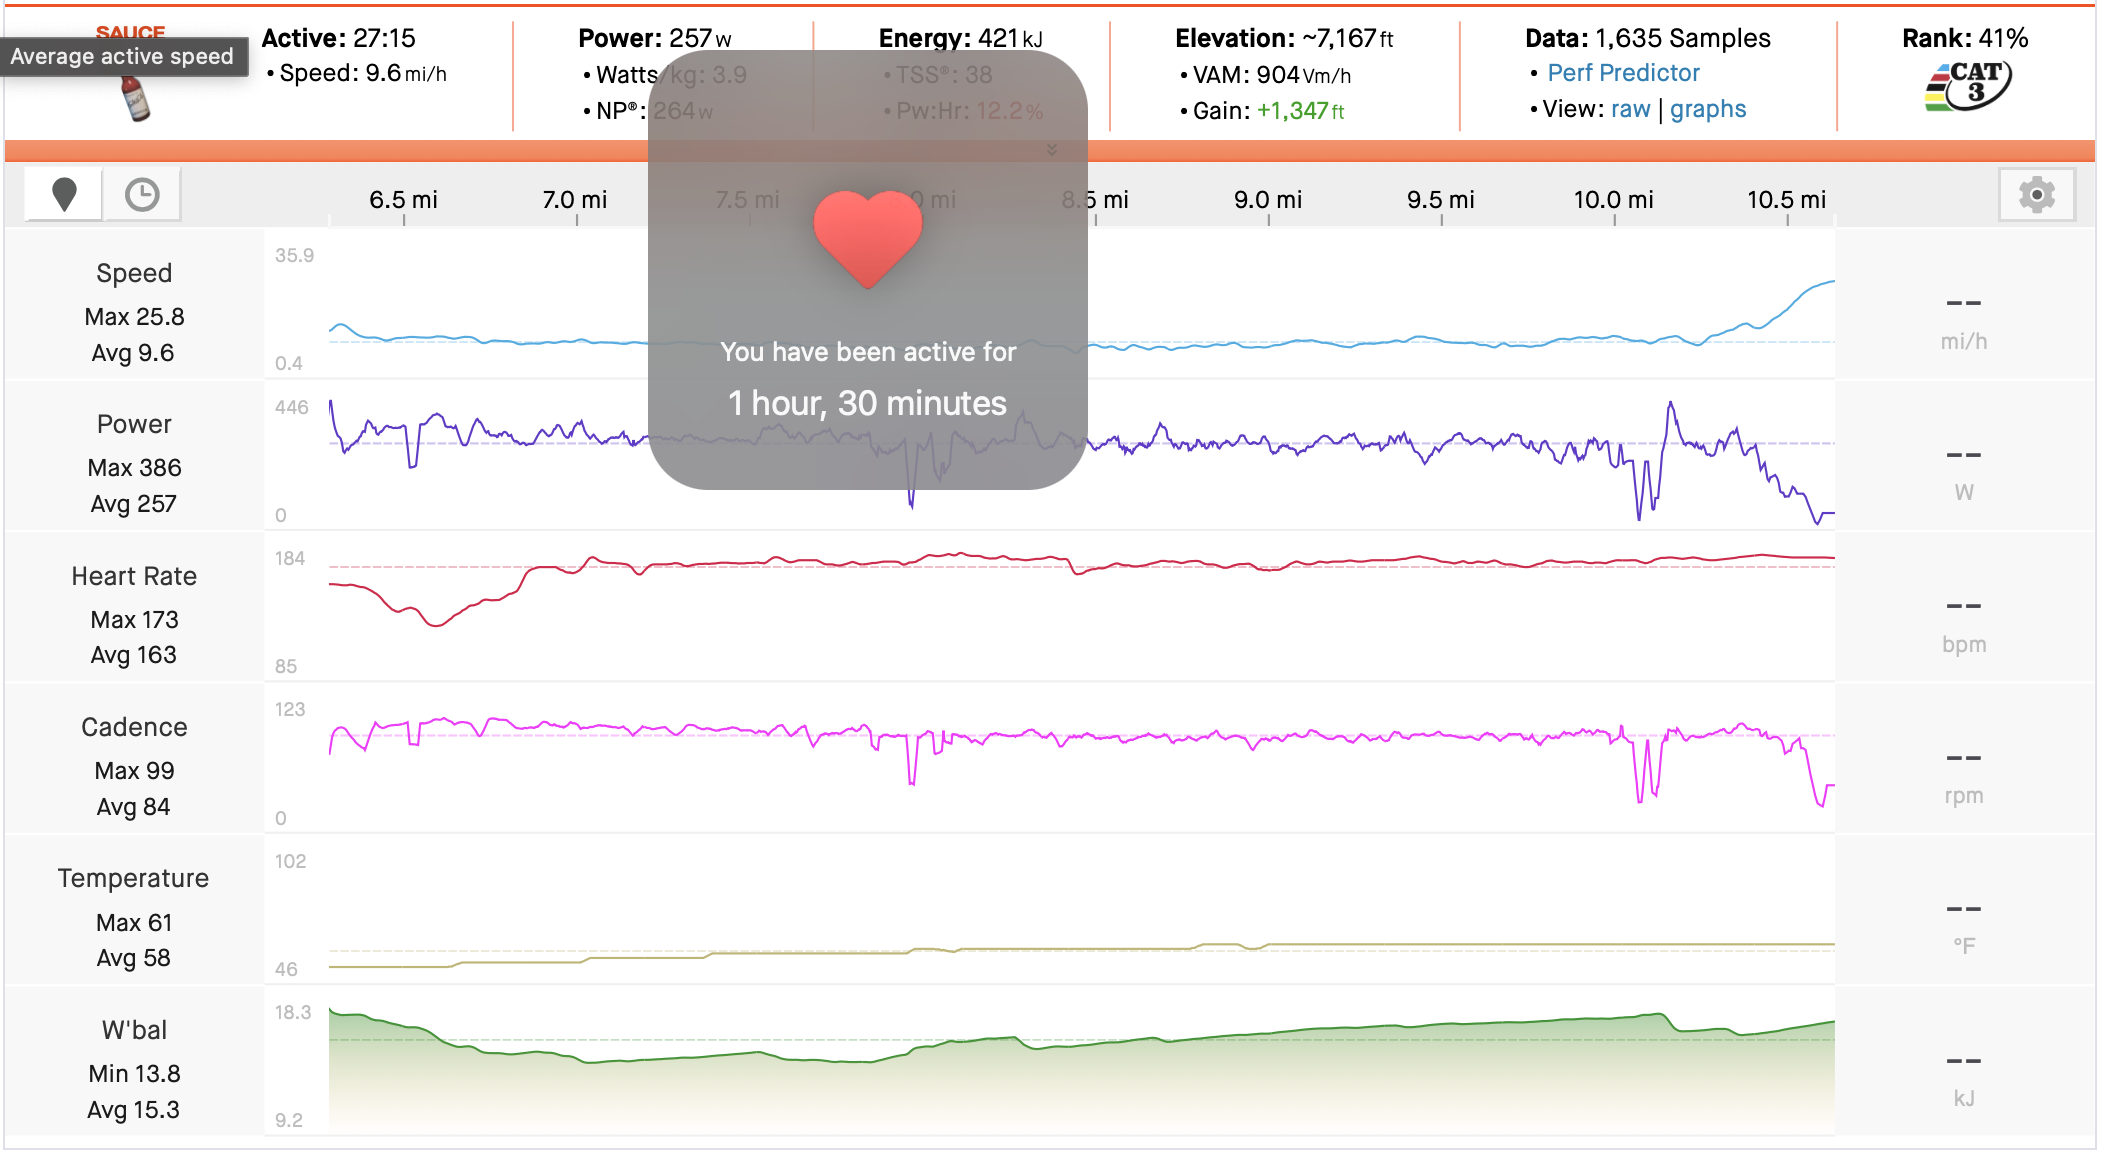 SAUCE
Average active speed
Active: 27:15
• Speed: 9.6 mi/h
Power: 257 w
• Watts/kg: 3.9
• NP®: 264 w
Energy: 421 kJ
• TSS®: 38
• Pw:Hr: 12.2 %
Elevation: ~7,167 ft
• VAM: 904 Vm/h
• Gain: +1,347 ft
Data: 1,635 Samples
• Perf Predictor
• View: raw | graphs
Rank: 41%
CAT
3
6.5 mi 7.0 mi 7.5 mi 0 mi 8.5 mi 9.0 mi 9.5 mi 10.0 mi 10.5 mi
You have been active for
1 hour, 30 minutes
Speed
Max 25.8
Avg 9.6
35.9
0.4
--
mi/h
Power
Max 386
Avg 257
446
0
--
W
Heart Rate
Max 173
Avg 163
184
85
--
bpm
Cadence
Max 99
Avg 84
123
0
--
rpm
Temperature
Max 61
Avg 58
102
46
--
°F
W'bal
Min 13.8
Avg 15.3
18.3
9.2
--
kJ